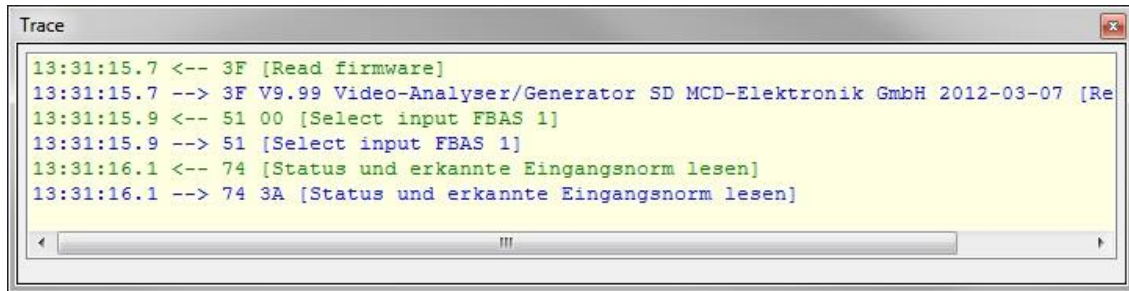 Trace
13:31:15.7 <-- 3F [Read firmware]
13:31:15.7 --> 3F V9.99 Video-Analyser/Generator SD MCD-Elektronik GmbH 2012-03-07 [Re
13:31:15.9 <-- 51 00 [Select input FBAS 1]
13:31:15.9 --> 51 [Select input FBAS 1]
13:31:16.1 <-- 74 [Status und erkannte Eingangsnorm lesen]
13:31:16.1 --> 74 3A [Status und erkannte Eingangsnorm lesen]